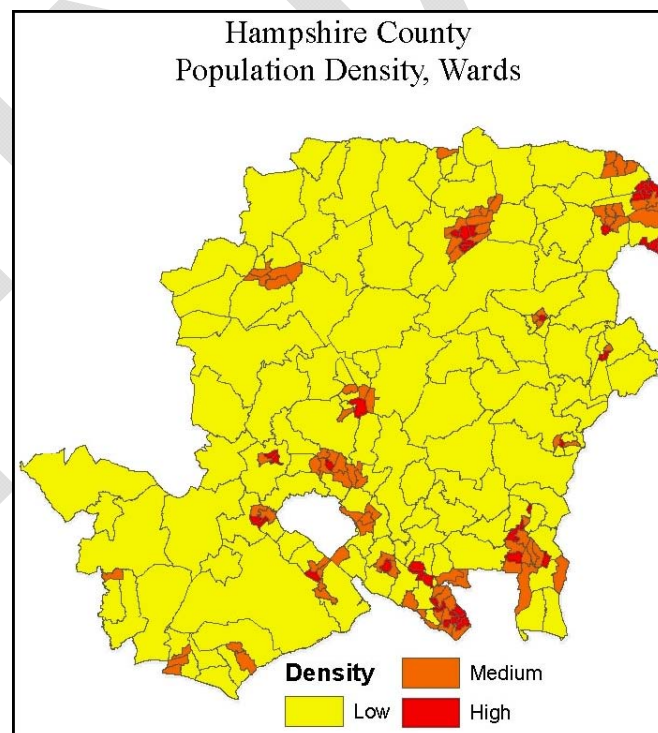 Hampshire County
Population Density, Wards
Density
Medium
Low
High